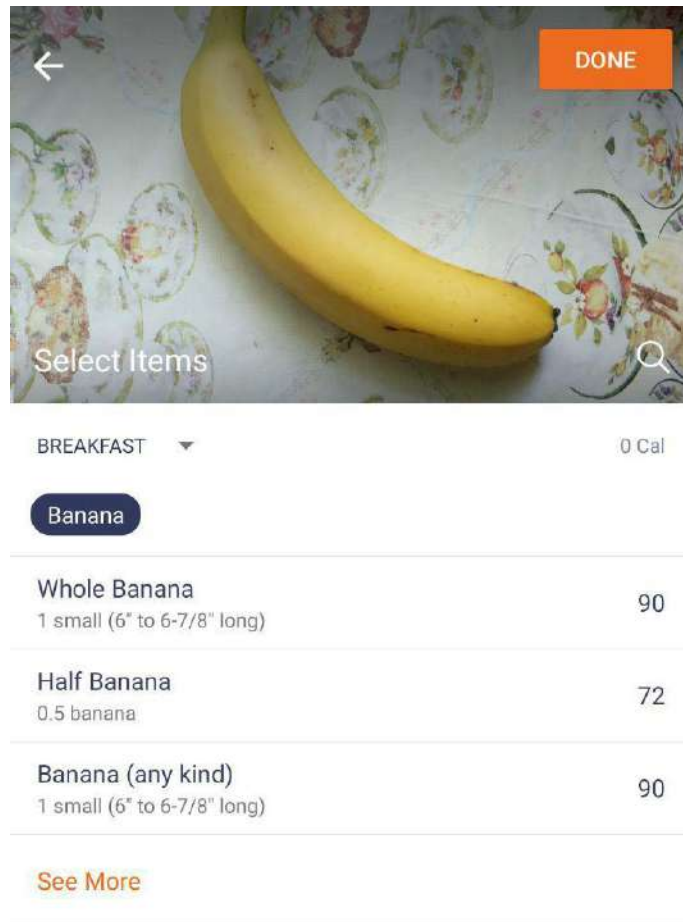 DONE
Select Items
BREAKFAST
0 Cal
Banana
Whole Banana
90
1 small (6" to 6-7/8" long)
Half Banana
72
0.5 banana
Banana (any kind)
90
1 small (6" to 6-7/8" long)
See More